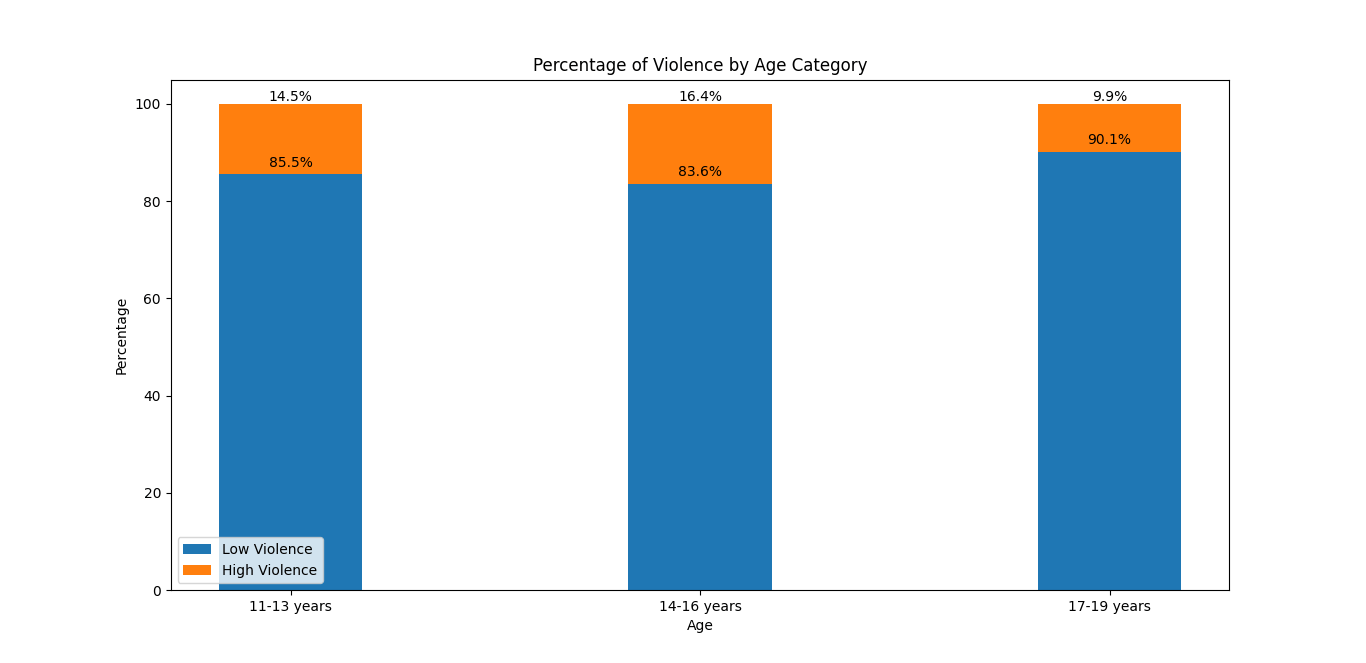 Percentage of Violence by Age Category
14.5%
16.4%
9.9%
85.5%
83.6%
90.1%
100
80
60
40
20
0
Percentage
Low Violence
High Violence
11-13 years
14-16 years
17-19 years
Age